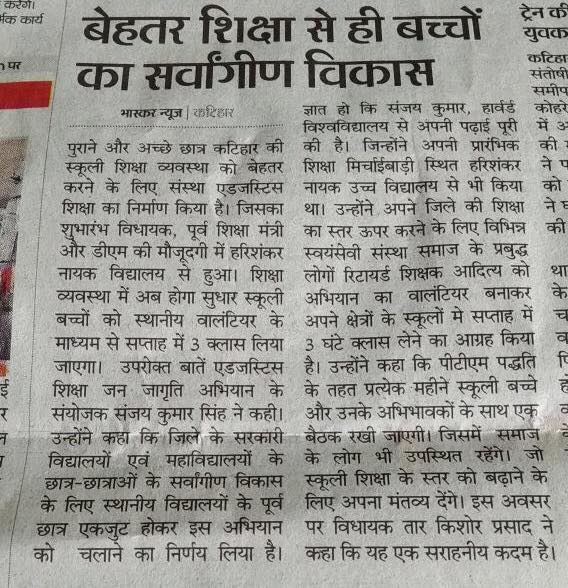 करेगा।
र्मक कार्य
पर
बेहतर शिक्षा से ही बच्चों
का सर्वांगीण विकास
भास्कर न्यूज | कटिहार
पुराने और अच्छे छात्र कटिहार की
स्कूली शिक्षा व्यवस्था को बेहतर
करने के लिए संस्था एडजस्टिस
शिक्षा का निर्माण किया है। जिसका
शुभारंभ विधायक, पूर्व शिक्षा मंत्री
और डीएम की मौजूदगी में हरिशंकर
नायक विद्यालय से हुआ। शिक्षा
व्यवस्था में अब होगा सुधार स्कूली
बच्चों को स्थानीय वालंटियर के
माध्यम से सप्ताह में 3 क्लास लिया
जाएगा। उपरोक्त बातें एडजस्टिस
शिक्षा जन जागृति अभियान के
संयोजक संजय कुमार सिंह ने कही।
उन्होंने कहा कि जिले के सरकारी
विद्यालयों एवं महाविद्यालयों के
छात्र-छात्राओं के सर्वांगीण विकास
के लिए स्थानीय विद्यालयों के पूर्व
छात्र एकजुट होकर इस अभियान
को चलाने का निर्णय लिया है।
ज्ञात हो कि संजय कुमार, हार्वर्ड
विश्वविद्यालय से अपनी पढ़ाई पूरी
की है। जिन्होंने अपनी प्रारंभिक
शिक्षा मिर्चाईबाड़ी स्थित हरिशंकर
नायक उच्च विद्यालय से भी किया
था। उन्होंने अपने जिले की शिक्षा
का स्तर ऊपर करने के लिए विभिन्न
स्वयंसेवी संस्था समाज के प्रबुद्ध
लोगों रिटायर्ड शिक्षक आदित्य को
अभियान का वालंटियर बनाकर
अपने क्षेत्रों के स्कूलों मे सप्ताह में
3 घंटे क्लास लेने का आग्रह किया
है। उन्होंने कहा कि पीटीएम पद्धति
के तहत प्रत्येक महीने स्कूली बच्चे
और उनके अभिभावकों के साथ एक
बैठक रखी जाएगी। जिसमें समाज
के लोग भी उपस्थित रहेंगे। जो
स्कूली शिक्षा के स्तर को बढ़ाने के
लिए अपना मंतव्य देंगे। इस अवसर
पर विधायक तार किशोर प्रसाद ने
कहा कि यह एक सराहनीय कदम है।
ट्रेन की
युवक
कटिहा
संतोषी
समीप
कोहरे
में अ
की
ने प
को
ने घ
की
था
के